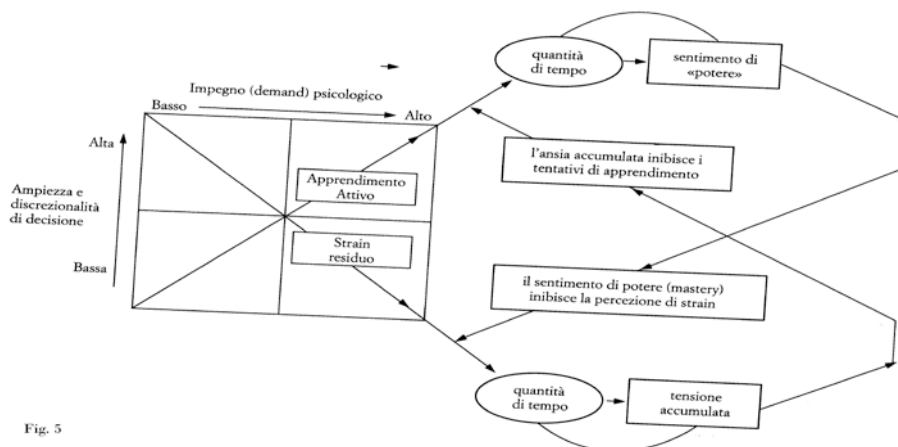 quantità
di tempo
sentimento di
«potere»
Impegno (demand) psicologico
Basso
Alto
Alta
Ampiezza e
discrezionalità
di decisione
Bassa
Apprendimento
Attivo
Strain
residuo
l'ansia accumulata inibisce i
tentativi di apprendimento
il sentimento di potere (mastery)
inibisce la percezione di strain
quantità
di tempo
tensione
accumulata
Fig. 5